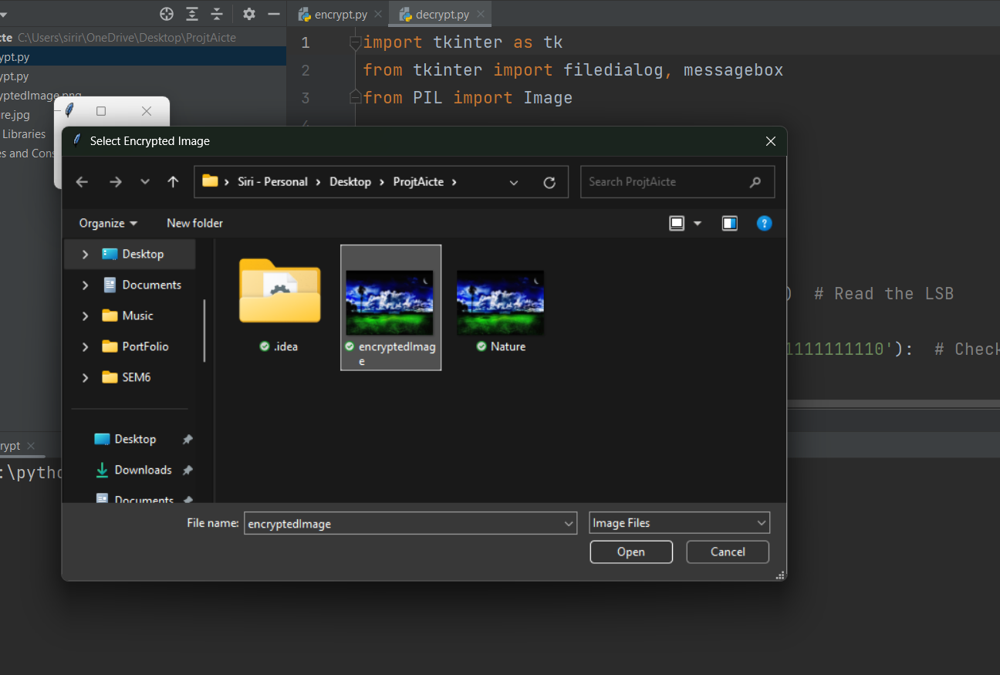 encrypt.py
decrypt.py
cte C:\Users\sirir\OneDrive\Desktop\ProjtAicte
ypt.py
ypt.py
yptedImage.png
re.jpg
Libraries
es and Cons
1 import tkinter as tk
2 from tkinter import filedialog, messagebox
3 from PIL import Image
4
) # Read the LSB
1111111110'): # Check
Select Encrypted Image
Siri - Personal > Desktop > ProjtAicte >
Search ProjtAicte
Organize
New folder
Desktop
Documents
Music
PortFolio
SEM6
Desktop
Downloads
Documents
.idea
encryptedImag
e
Nature
File name: encryptedImage
Image Files
Open
Cancel
rypt
:\pytho